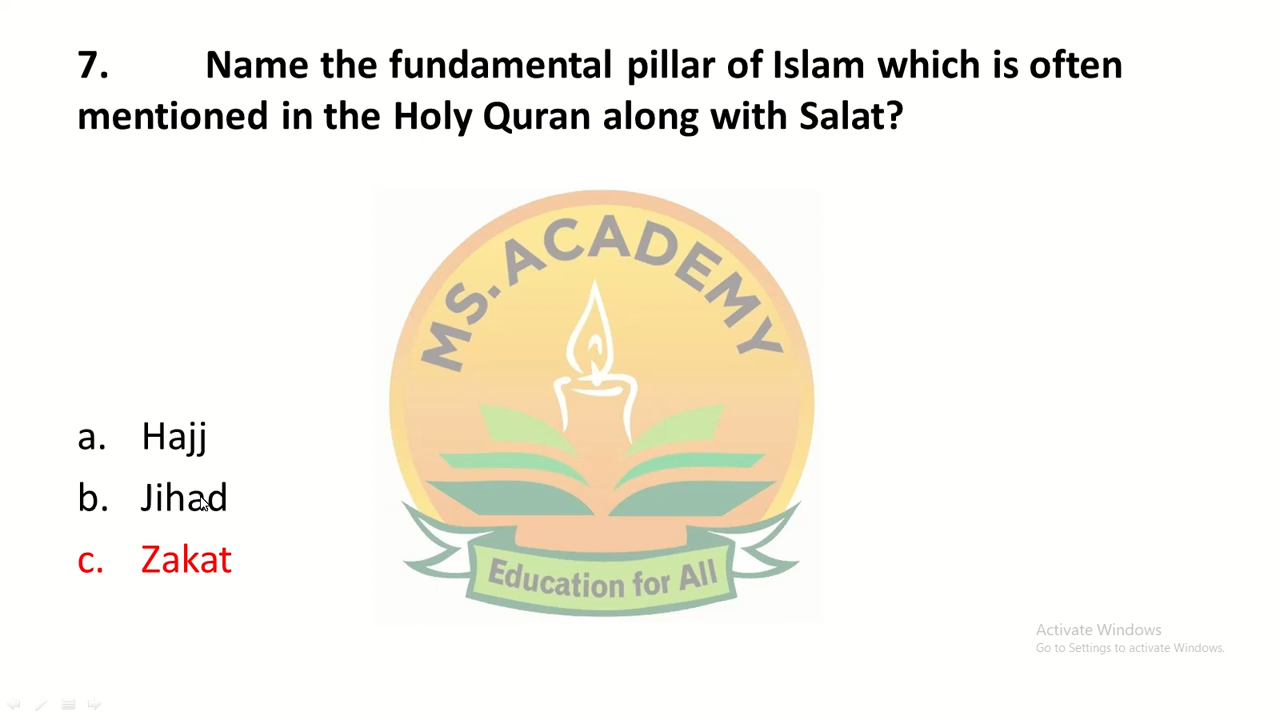 7. Name the fundamental pillar of Islam which is often
mentioned in the Holy Quran along with Salat?
MS. ACADEMY
a. Hajj
b. Jihad
c. Zakat
Education for All
Activate Windows
Go to Settings to activate Windows.